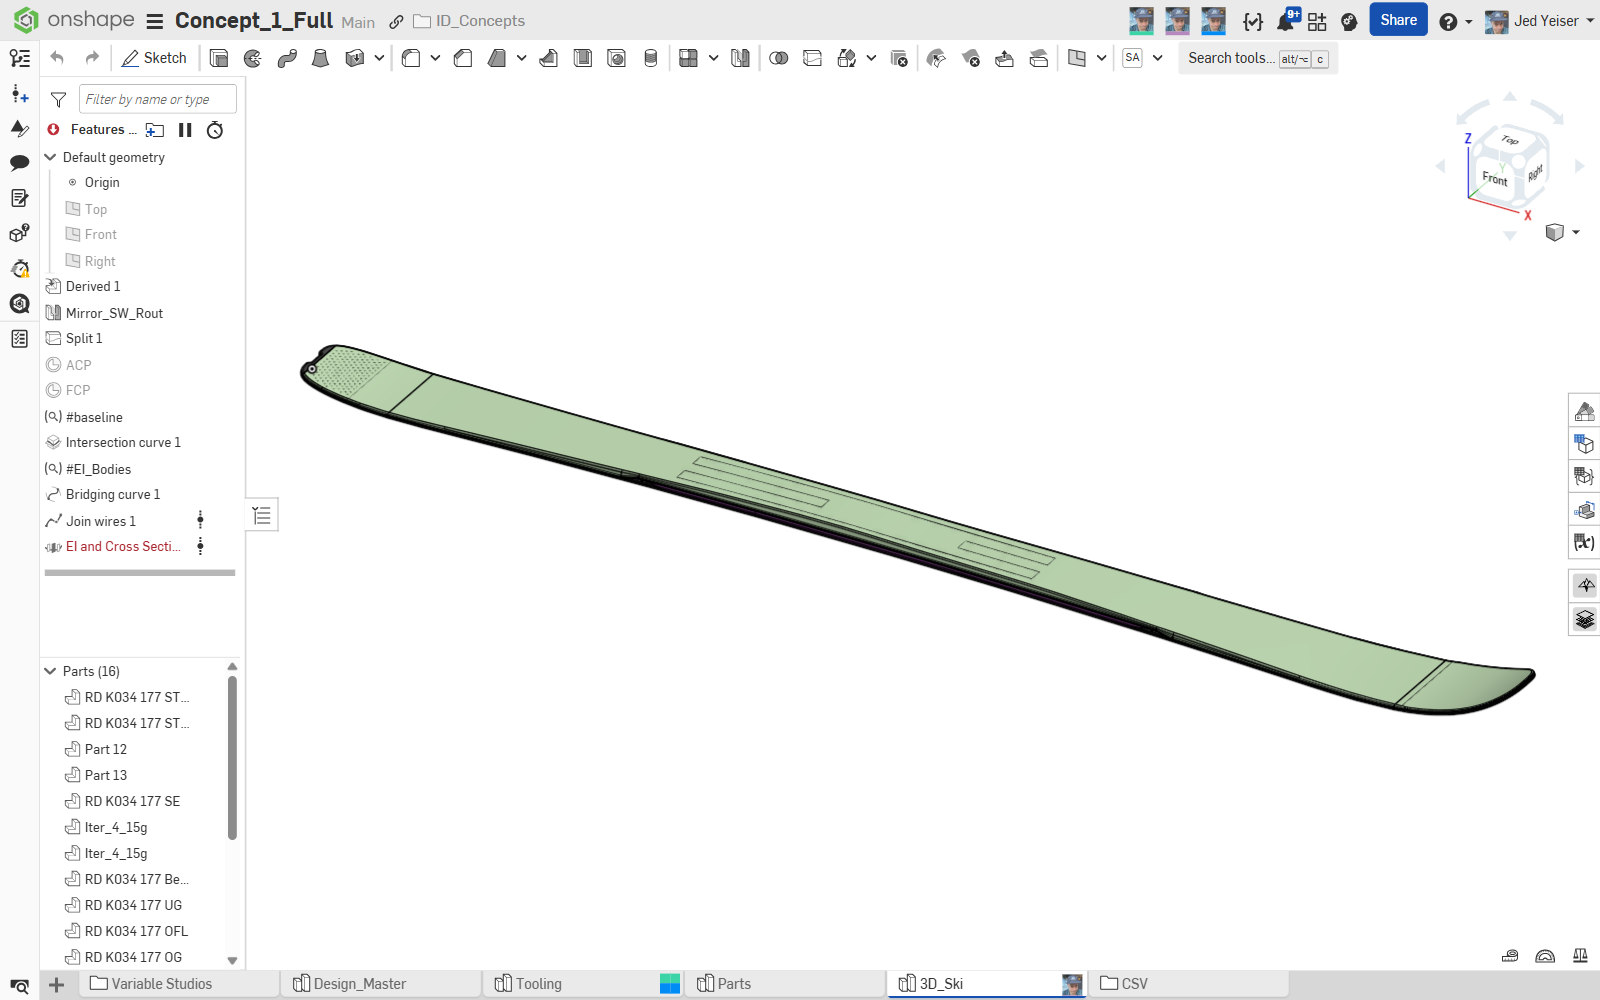 onshape Concept_1_Full Main ID_Concepts 9+ Share Jed Yeiser
Sketch SA Search tools... alt/⌥ c
Filter by name or type
Features ...
Default geometry
Origin
Top
Front
Right
Derived 1
Mirror_SW_Rout
Split 1
ACP
FCP
#baseline
Intersection curve 1
#EI_Bodies
Bridging curve 1
Join wires 1
EI and Cross Secti...
Z
Top
Y
Front
Right
X
Parts (16)
RD K034 177 ST...
RD K034 177 ST...
Part 12
Part 13
RD K034 177 SE
Iter_4_15g
Iter_4_15g
RD K034 177 Be...
RD K034 177 UG
RD K034 177 OFL
RD K034 177 OG
Variable Studios Design_Master Tooling Parts 3D_Ski CSV